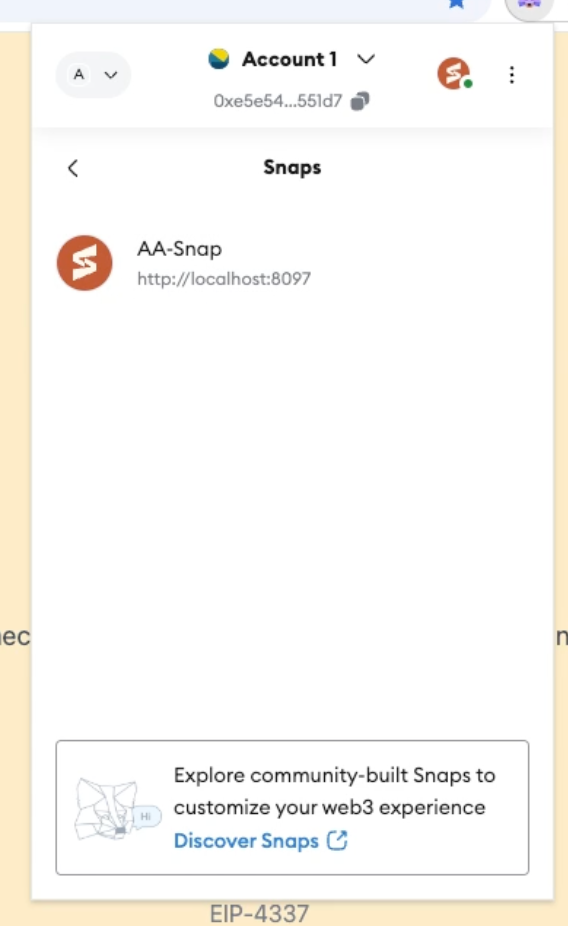 A
Account 1
0xe5e54...551d7
Snaps
AA-Snap
http://localhost:8097
Explore community-built Snaps to
customize your web3 experience
Hi
Discover Snaps
EIP-4337